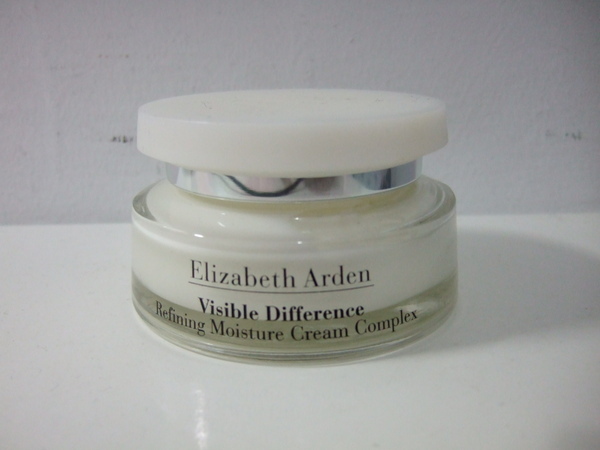 Elizabeth Arden
Visible Difference
Refining Moisture Cream Complex